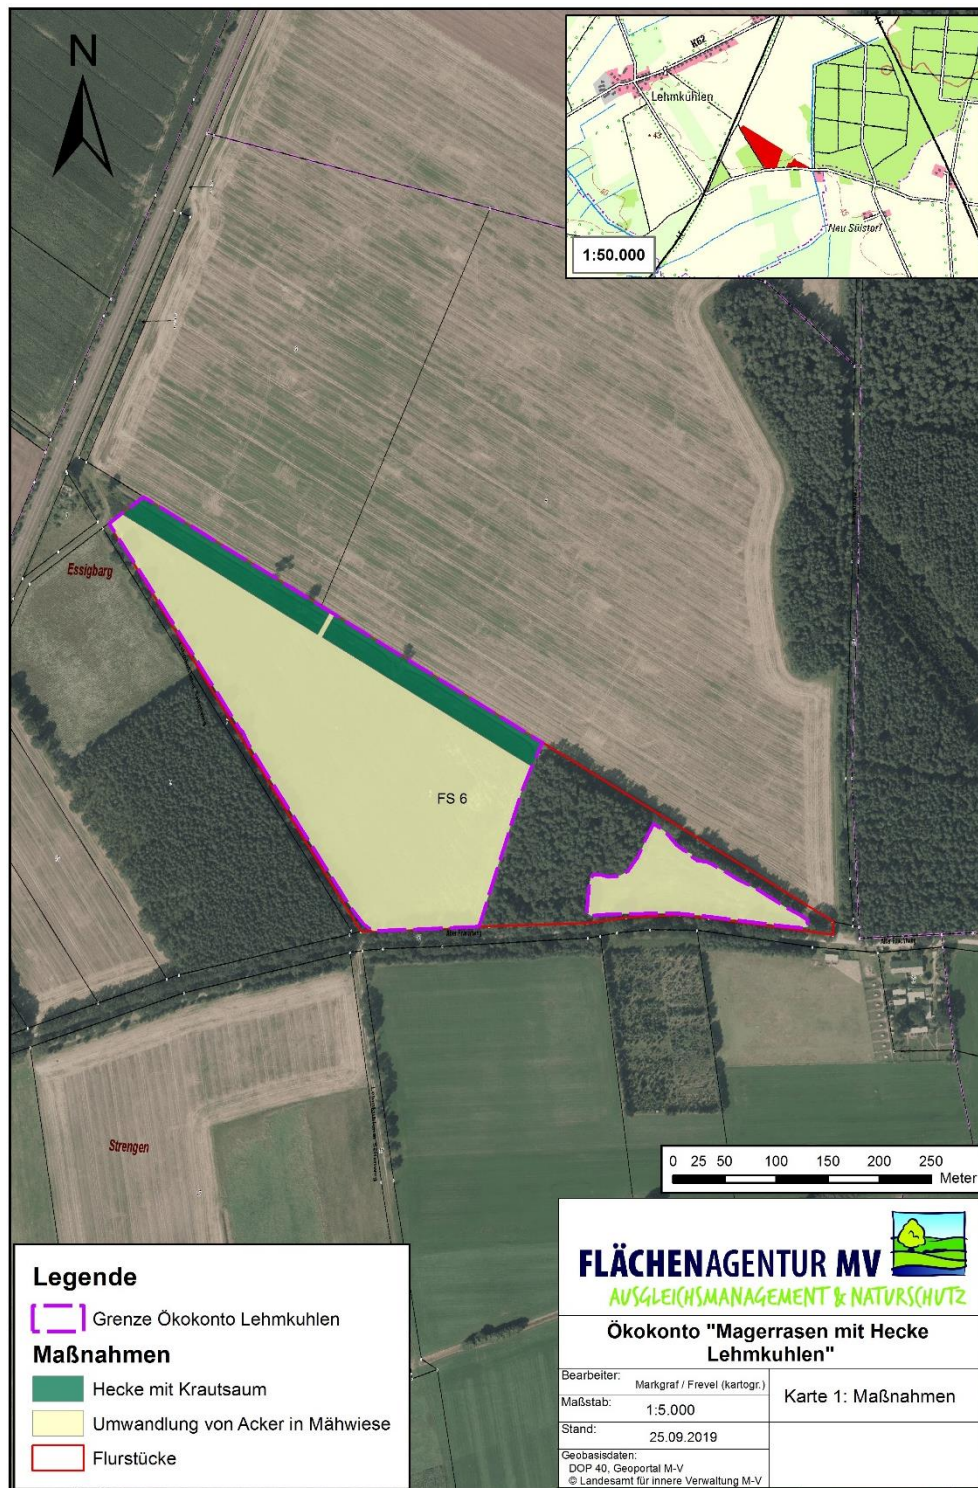 N
K62
Lehmkuhlen
43
Neu Sülstorf
1:50.000
Essigbarg
FS 6
Strengen
0 25 50 100 150 200 250
Meter
Legende
Grenze Ökokonto Lehmkuhlen
Maßnahmen
Hecke mit Krautsaum
Umwandlung von Acker in Mähwiese
Flurstücke
FLÄCHENAGENTUR MV
AUSGLEICHSMANAGEMENT & NATURSCHUTZ
Ökokonto "Magerrasen mit Hecke
Lehmkuhlen"
Bearbeiter: Markgraf / Frevel (kartogr.)
Maßstab: 1:5.000
Stand: 25.09.2019
Geobasisdaten:
DOP 40, Geoportal M-V
© Landesamt für innere Verwaltung M-V
Karte 1: Maßnahmen